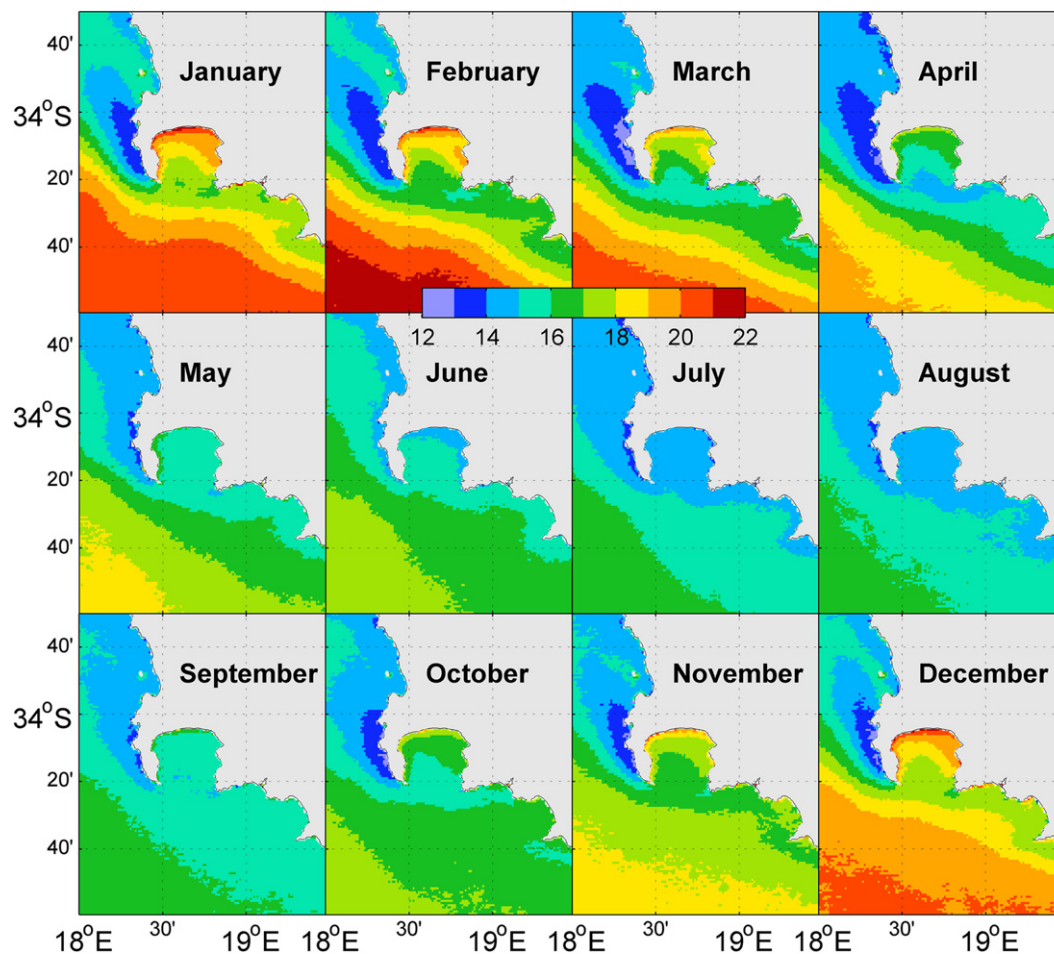 40'
January
February
March
April
34°S
20'
40'
12 14 16 18 20 22
40'
May
June
July
August
34°S
20'
40'
40'
September
October
November
December
34°S
20'
40'
18°E 30' 19°E 18°E 30' 19°E 18°E 30' 19°E 18°E 30' 19°E